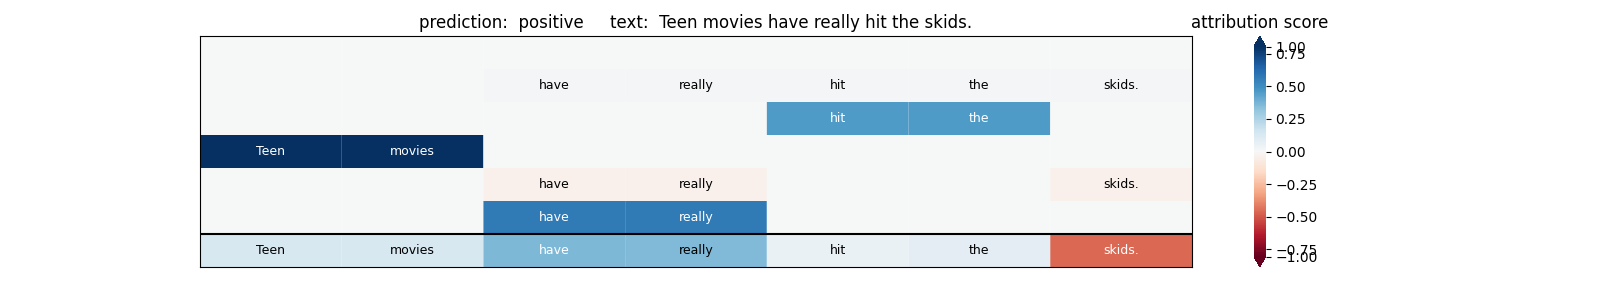 prediction:  positive     text:  Teen movies have really hit the skids.
attribution score
have really hit the skids.
hit the
Teen movies
have really skids.
have really
Teen movies have really hit the skids.
1.00
0.75
0.50
0.25
0.00
−0.25
−0.50
−0.75
−1.00